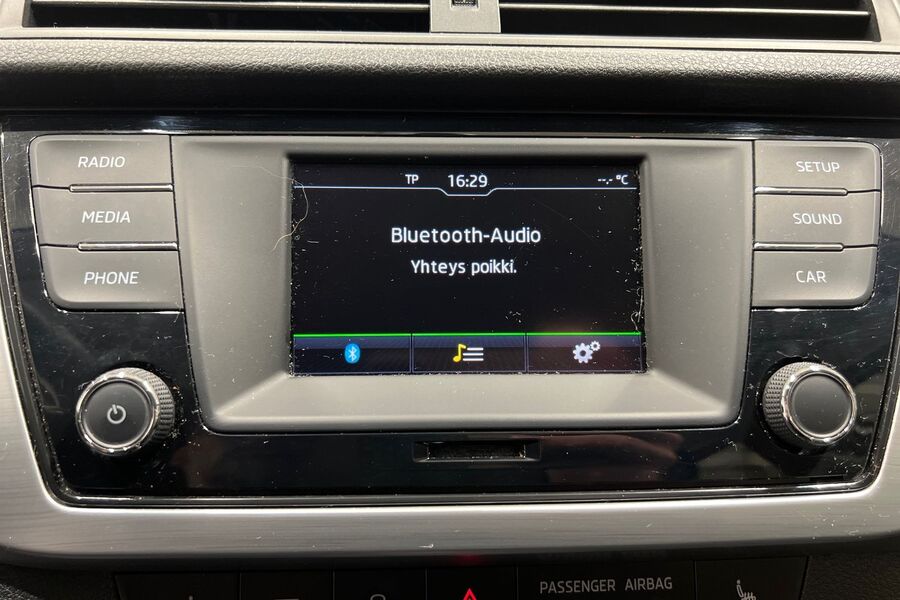 RADIO
MEDIA
PHONE
TP 16:29 --,- °C
Bluetooth-Audio
Yhteys poikki.
SETUP
SOUND
CAR
PASSENGER AIRBAG